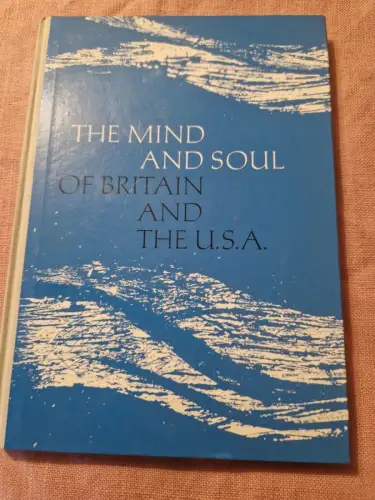 THE MIND
AND SOUL
OF BRITAIN
AND
THE U.S.A.